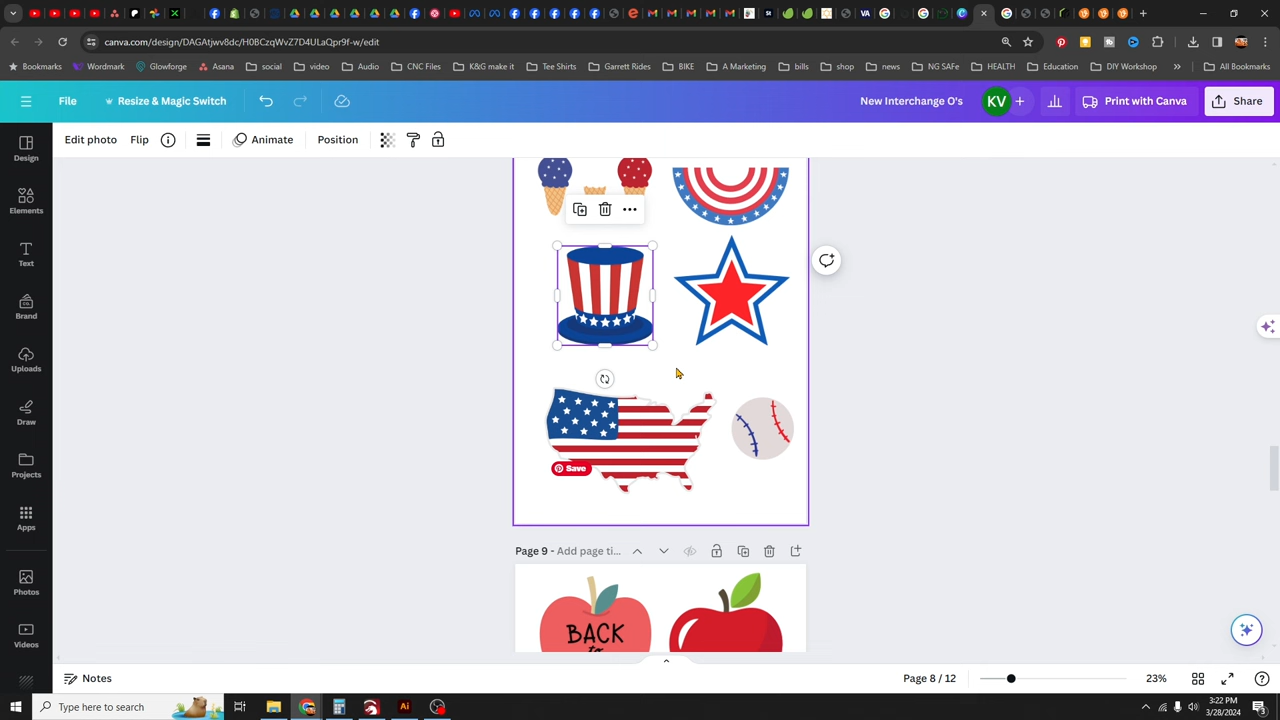 canva.com/design/DAGAtjwv8dc/H0BCzqWvZ7D4ULaQpr9f-w/edit
Bookmarks Wordmark Glowforge Asana social video Audio CNC Files K&G make it Tee Shirts Garrett Rides BIKE A Marketing bills shop news NG SAFe HEALTH Education DIY Workshop » All Bookmarks
File Resize & Magic Switch New Interchange O's KV + Print with Canva Share
Edit photo Flip Animate Position
Design
Elements
Text
Brand
Uploads
Draw
Projects
Apps
Photos
Videos
Save
Page 9 - Add page ti...
BACK
to
Notes Page 8 / 12 23%
Type here to search
3:22 PM
3/28/2024